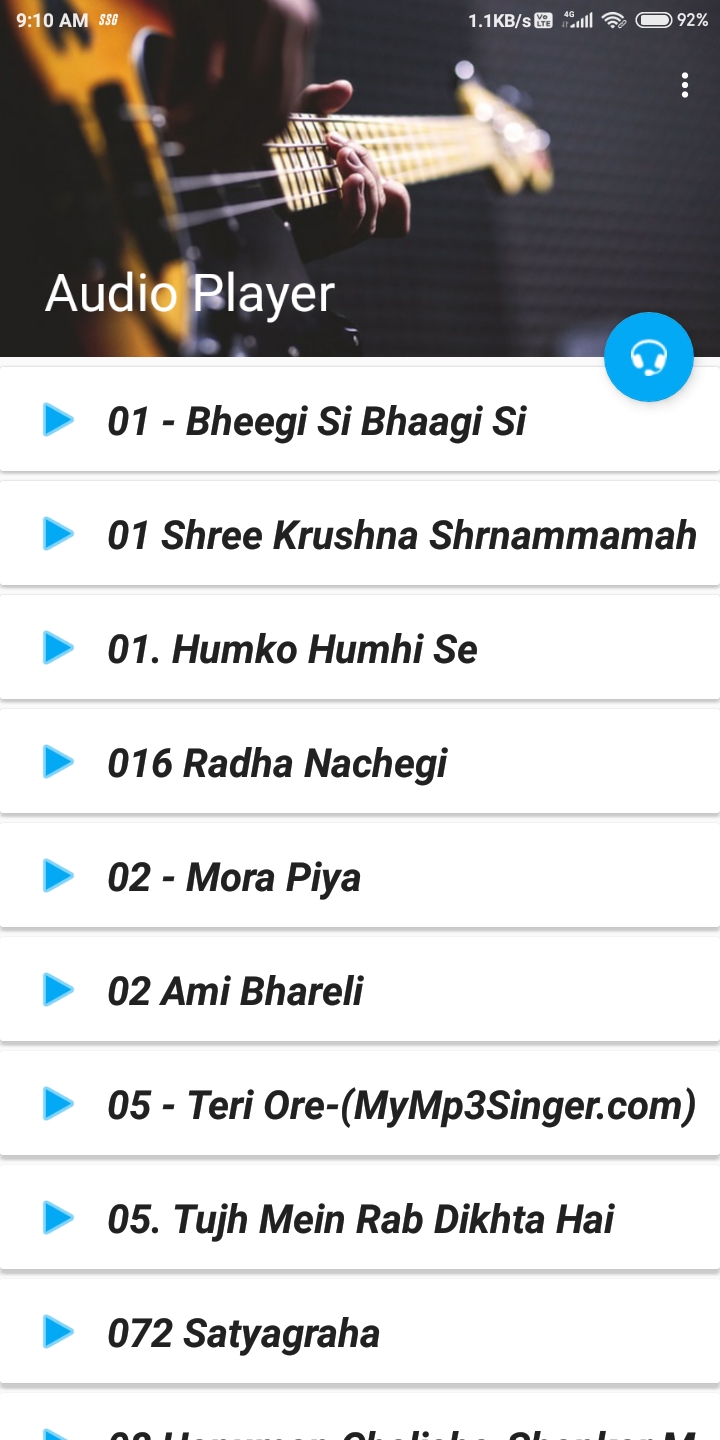 9:10 AM SSG 1.1KB/s Vo LTE 4G 92%
Audio Player
01 - Bheegi Si Bhaagi Si
01 Shree Krushna Shrnammamah
01. Humko Humhi Se
016 Radha Nachegi
02 - Mora Piya
02 Ami Bhareli
05 - Teri Ore-(MyMp3Singer.com)
05. Tujh Mein Rab Dikhta Hai
072 Satyagraha